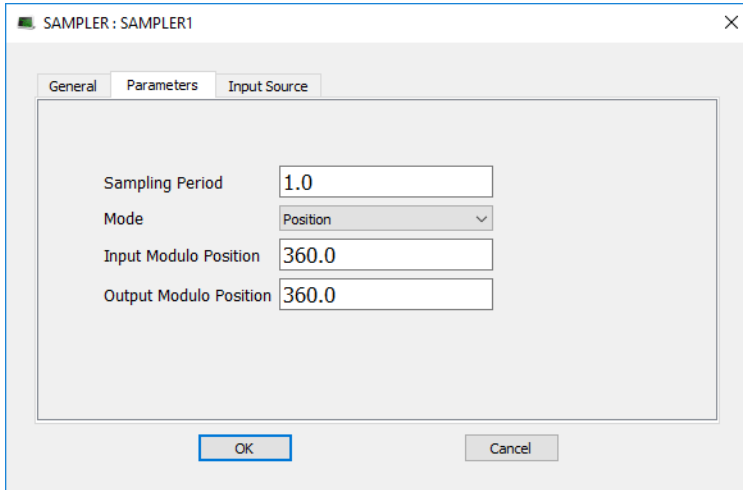 SAMPLER : SAMPLER1
General Parameters Input Source
Sampling Period 1.0
Mode Position
Input Modulo Position 360.0
Output Modulo Position 360.0
OK Cancel